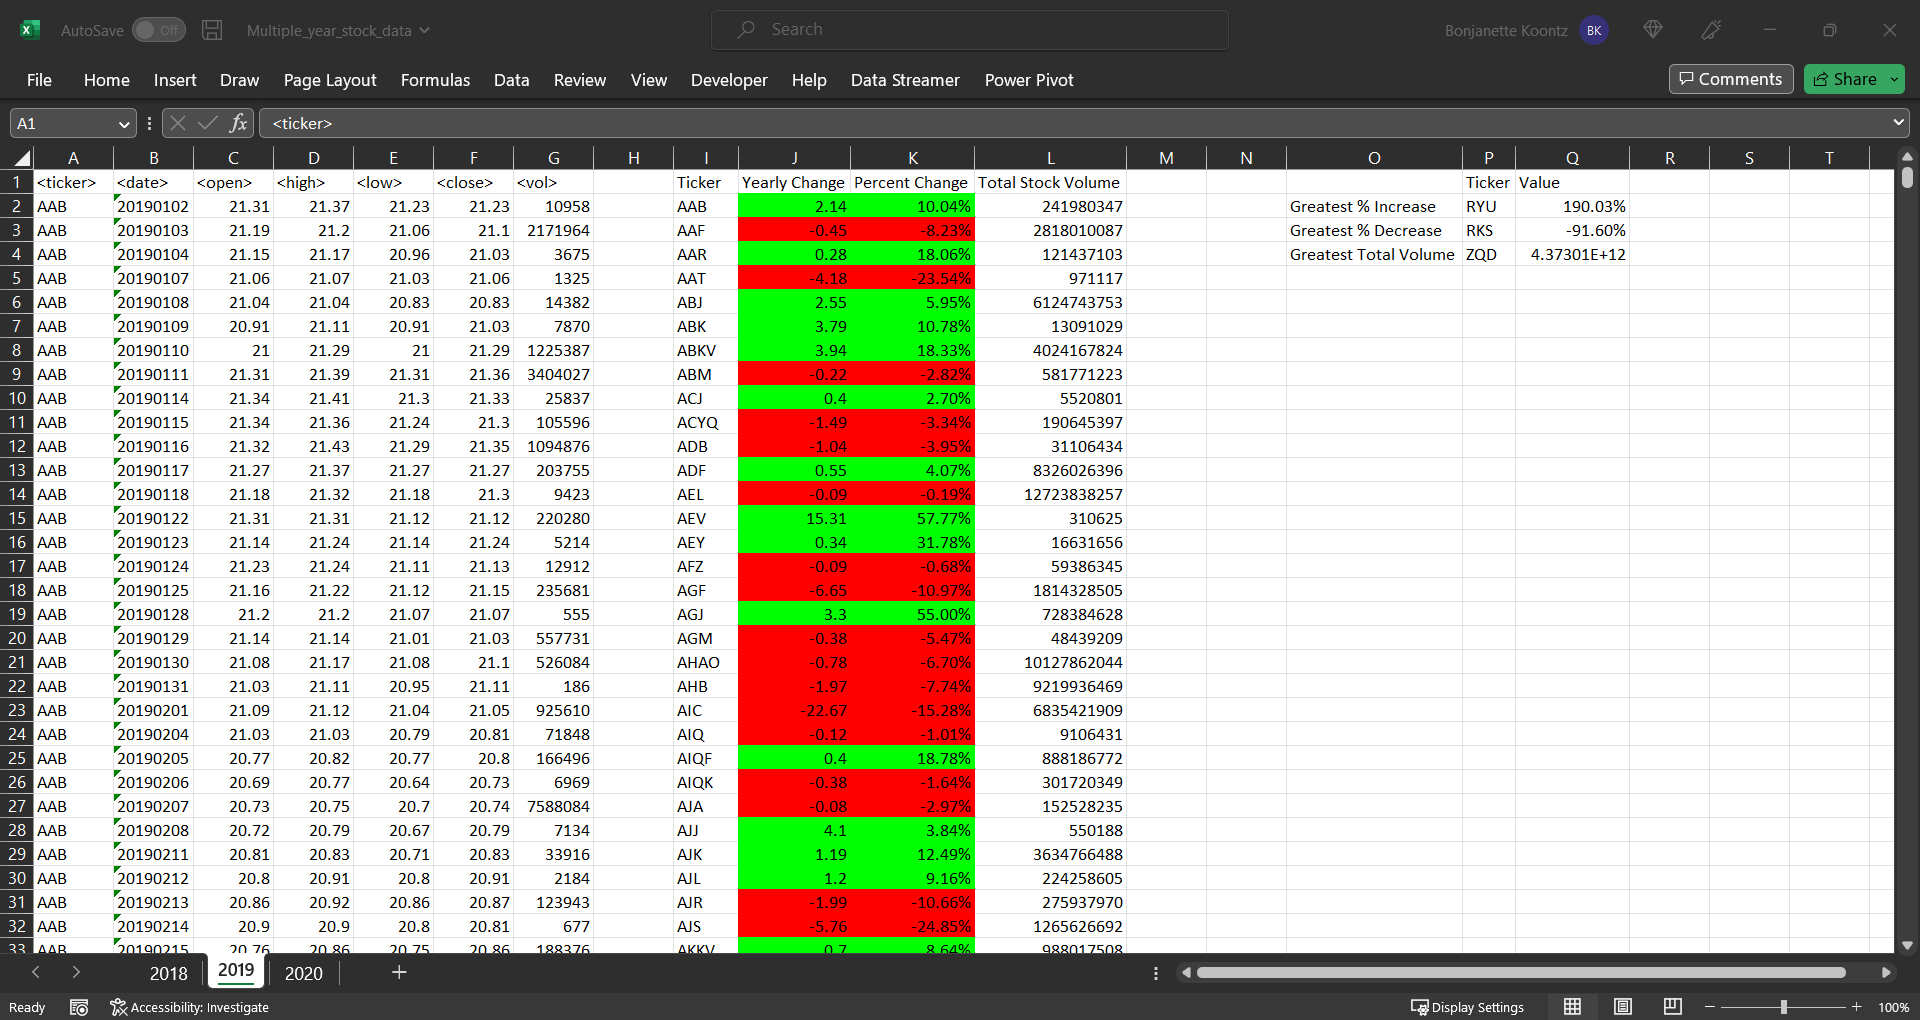 AutoSave Off Multiple_year_stock_data Search Bonjanette Koontz BK
File Home Insert Draw Page Layout Formulas Data Review View Developer Help Data Streamer Power Pivot Comments Share
A1 fx <ticker>
A B C D E F G H I J K L M N O P Q R S T
1 <ticker> <date> <open> <high> <low> <close> <vol> Ticker Yearly Change Percent Change Total Stock Volume Ticker Value
2 AAB 20190102 21.31 21.37 21.23 21.23 10958 AAB 2.14 10.04% 241980347 Greatest % Increase RYU 190.03%
3 AAB 20190103 21.19 21.2 21.06 21.1 2171964 AAF -0.45 -8.23% 2818010087 Greatest % Decrease RKS -91.60%
4 AAB 20190104 21.15 21.17 20.96 21.03 3675 AAR 0.28 18.06% 121437103 Greatest Total Volume ZQD 4.37301E+12
5 AAB 20190107 21.06 21.07 21.03 21.06 1325 AAT -4.18 -23.54% 971117
6 AAB 20190108 21.04 21.04 20.83 20.83 14382 ABJ 2.55 5.95% 6124743753
7 AAB 20190109 20.91 21.11 20.91 21.03 7870 ABK 3.79 10.78% 13091029
8 AAB 20190110 21 21.29 21 21.29 1225387 ABKV 3.94 18.33% 4024167824
9 AAB 20190111 21.31 21.39 21.31 21.36 3404027 ABM -0.22 -2.82% 581771223
10 AAB 20190114 21.34 21.41 21.3 21.33 25837 ACJ 0.4 2.70% 5520801
11 AAB 20190115 21.34 21.36 21.24 21.3 105596 ACYQ -1.49 -3.34% 190645397
12 AAB 20190116 21.32 21.43 21.29 21.35 1094876 ADB -1.04 -3.95% 31106434
13 AAB 20190117 21.27 21.37 21.27 21.27 203755 ADF 0.55 4.07% 8326026396
14 AAB 20190118 21.18 21.32 21.18 21.3 9423 AEL -0.09 -0.19% 12723838257
15 AAB 20190122 21.31 21.31 21.12 21.12 220280 AEV 15.31 57.77% 310625
16 AAB 20190123 21.14 21.24 21.14 21.24 5214 AEY 0.34 31.78% 16631656
17 AAB 20190124 21.23 21.24 21.11 21.13 12912 AFZ -0.09 -0.68% 59386345
18 AAB 20190125 21.16 21.22 21.12 21.15 235681 AGF -6.65 -10.97% 1814328505
19 AAB 20190128 21.2 21.2 21.07 21.07 555 AGJ 3.3 55.00% 728384628
20 AAB 20190129 21.14 21.14 21.01 21.03 557731 AGM -0.38 -5.47% 48439209
21 AAB 20190130 21.08 21.17 21.08 21.1 526084 AHAO -0.78 -6.70% 10127862044
22 AAB 20190131 21.03 21.11 20.95 21.11 186 AHB -1.97 -7.74% 9219936469
23 AAB 20190201 21.09 21.12 21.04 21.05 925610 AIC -22.67 -15.28% 6835421909
24 AAB 20190204 21.03 21.03 20.79 20.81 71848 AIQ -0.12 -1.01% 9106431
25 AAB 20190205 20.77 20.82 20.77 20.8 166496 AIQF 0.4 18.78% 888186772
26 AAB 20190206 20.69 20.77 20.64 20.73 6969 AIQK -0.38 -1.64% 301720349
27 AAB 20190207 20.73 20.75 20.7 20.74 7588084 AJA -0.08 -2.97% 152528235
28 AAB 20190208 20.72 20.79 20.67 20.79 7134 AJJ 4.1 3.84% 550188
29 AAB 20190211 20.81 20.83 20.71 20.83 33916 AJK 1.19 12.49% 3634766488
30 AAB 20190212 20.8 20.91 20.8 20.91 2184 AJL 1.2 9.16% 224258605
31 AAB 20190213 20.86 20.92 20.86 20.87 123943 AJR -1.99 -10.66% 275937970
32 AAB 20190214 20.9 20.9 20.8 20.81 677 AJS -5.76 -24.85% 1265626692
33 AAB 20190215 20.76 20.86 20.75 20.86 188376 AKKV 0.7 8.64% 988017508
2018 2019 2020
Ready Accessibility: Investigate Display Settings 100%